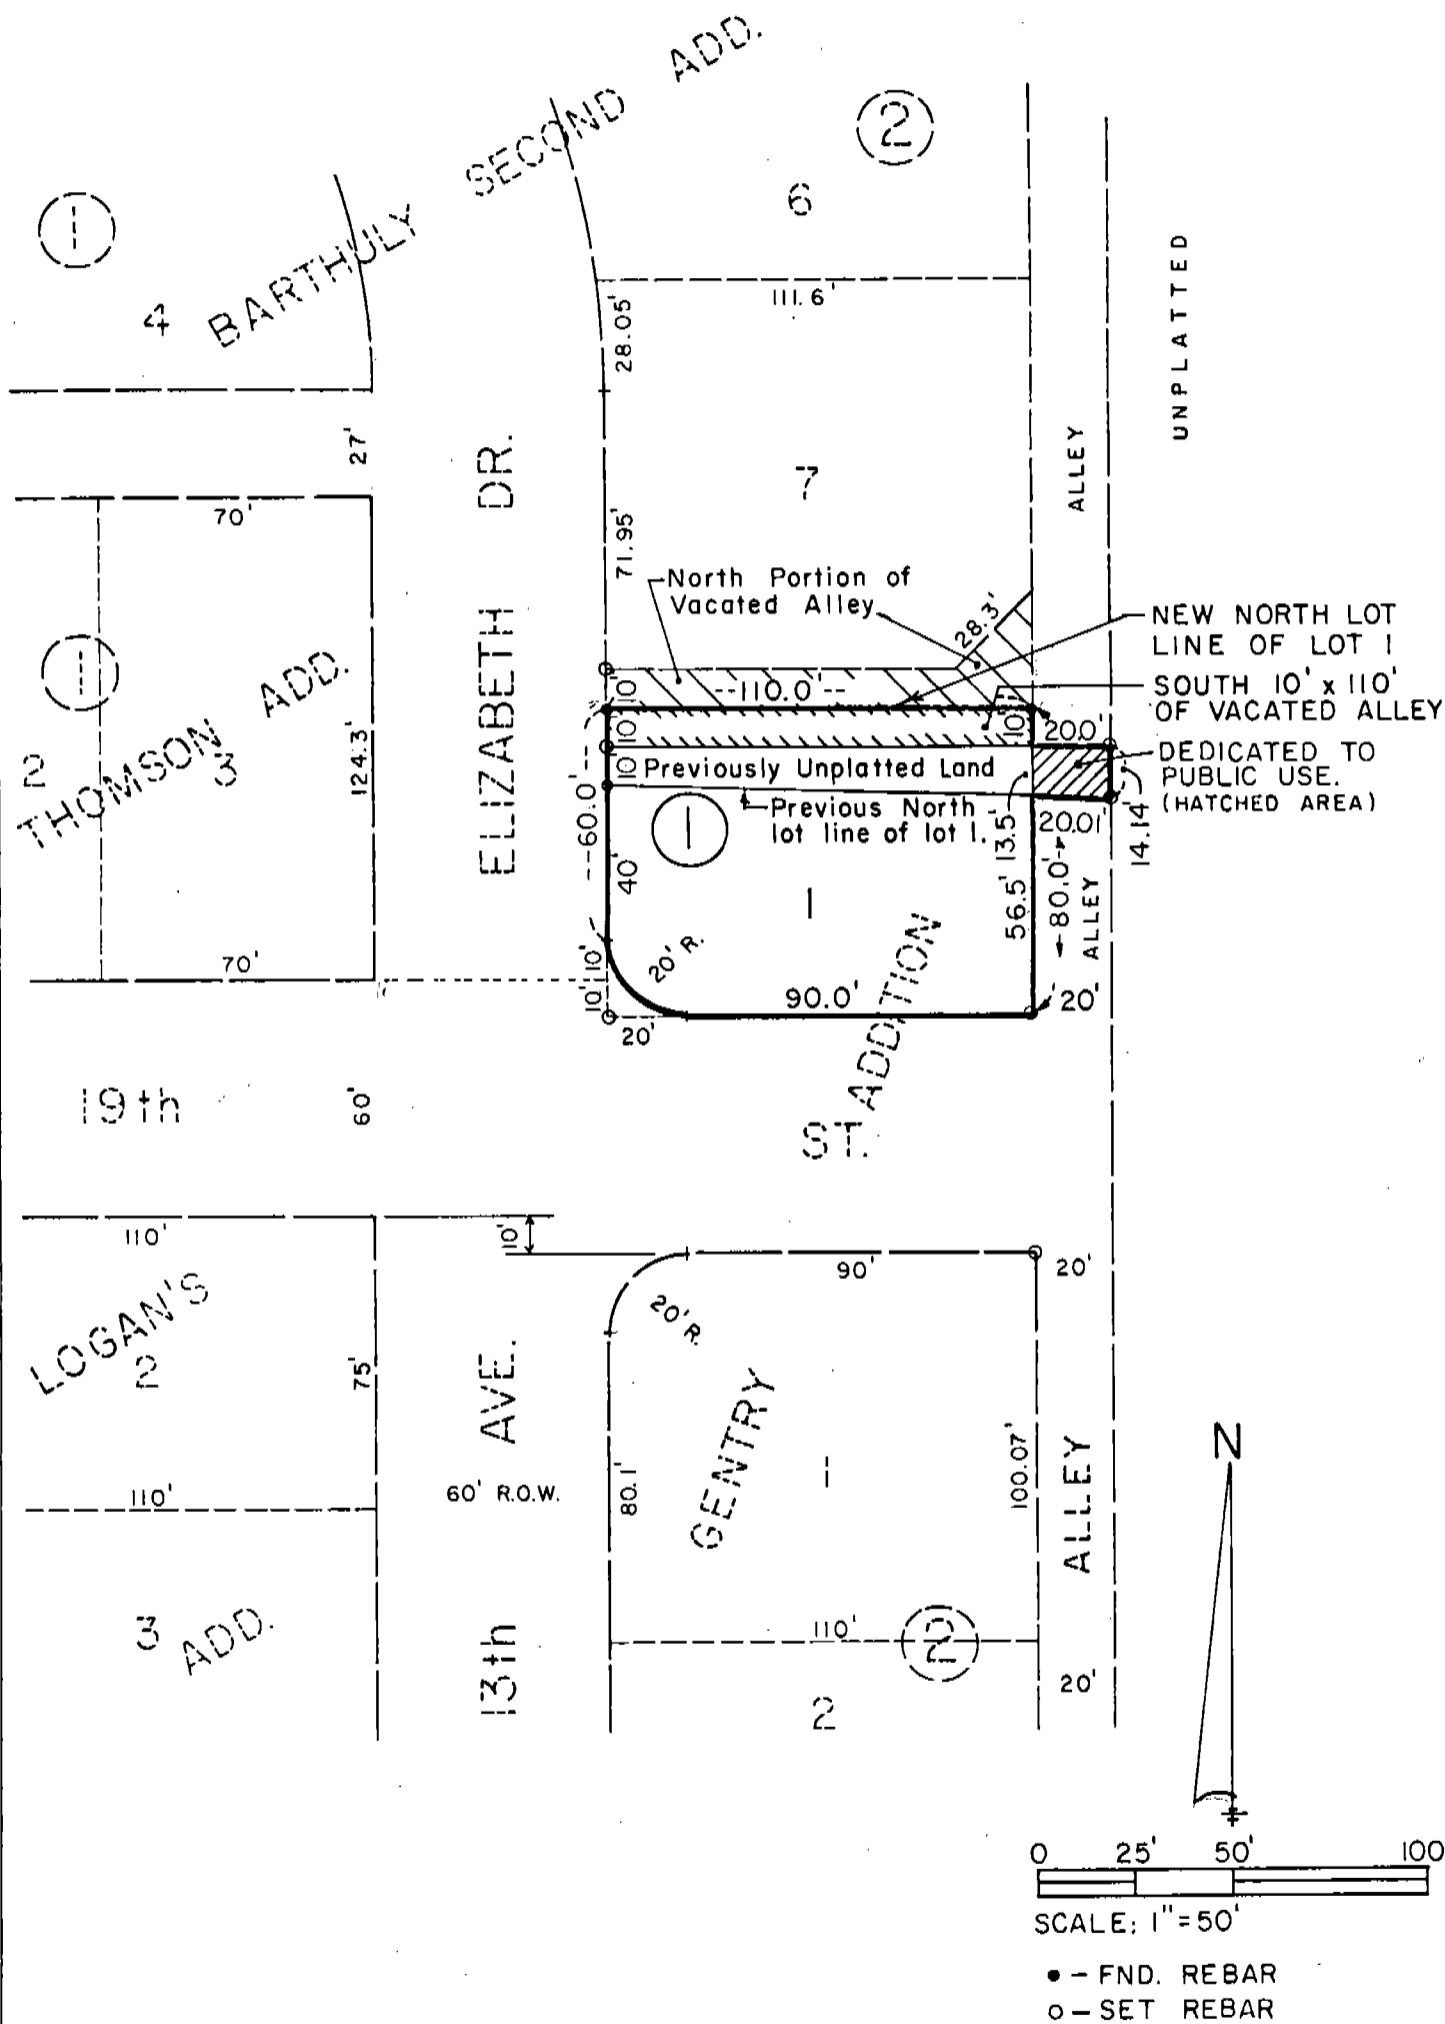 BARTHULY SECOND ADD.
2
1
6
4
111.6'
28.05'
UNPLATTED
27'
ELIZABETH DR.
7
ALLEY
70'
71.95'
North Portion of
Vacated Alley
28.3'
NEW NORTH LOT
LINE OF LOT 1
SOUTH 10' x 110'
OF VACATED ALLEY
1
THOMSON ADD.
2
3
124.3'
10'
--110.0'--
10'
10'
20.0'
10'
Previously Unplatted Land
DEDICATED TO
PUBLIC USE.
(HATCHED AREA)
Previous North
lot line of lot 1.
--60.0'--
1
13.5'
20.01'
14.14'
40'
1
56.5'
80.0'
ALLEY
70'
10'
20' R.
10'
90.0'
20'
20'
19th ST.
60'
GENTRY ADDITION
110'
10'
90'
20'
20' R.
LOGAN'S ADD.
2
75'
13th AVE.
60' R.O.W.
80.1'
1
100.07'
ALLEY
N
110'
3
110'
2
20'
2
0 25' 50' 100
SCALE: 1"=50'
● - FND. REBAR
o - SET REBAR